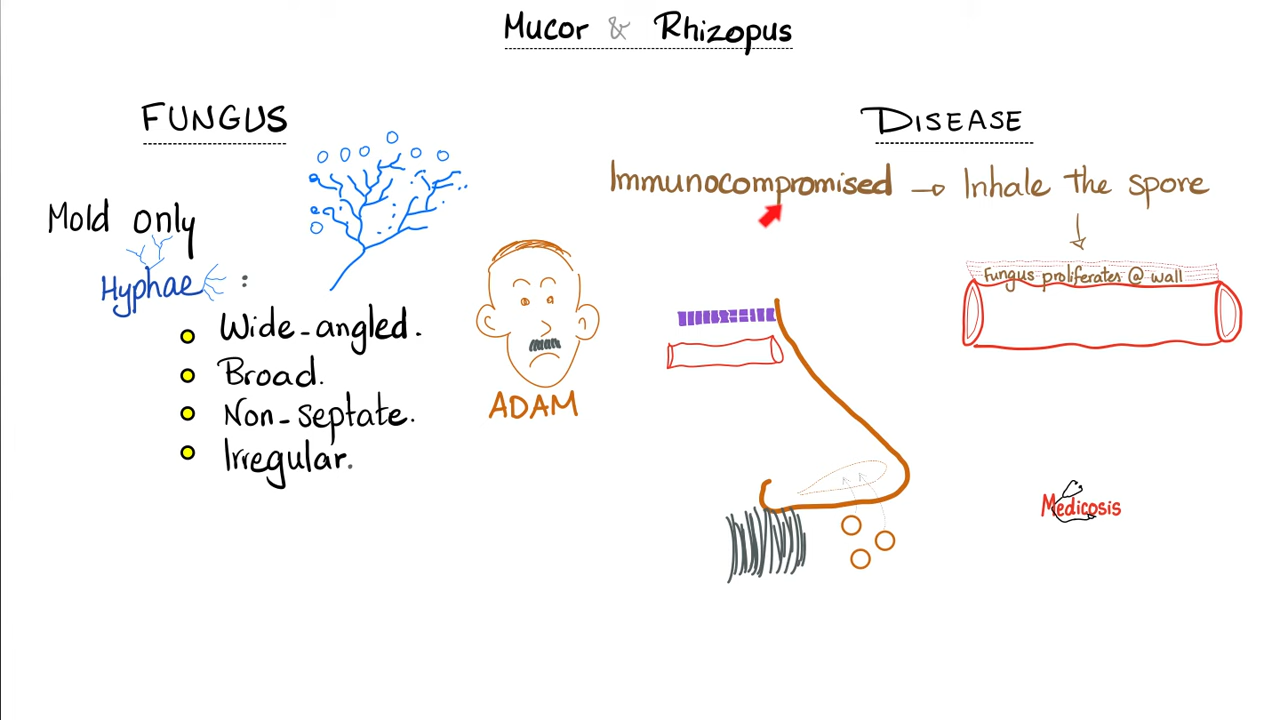 Mucor & Rhizopus
FUNGUS
Mold only
Hyphae :
Wide-angled.
Broad.
Non-septate.
Irregular.
ADAM
DISEASE
Immunocompromised → Inhale the spore
Fungus proliferates @ wall
Medicosis